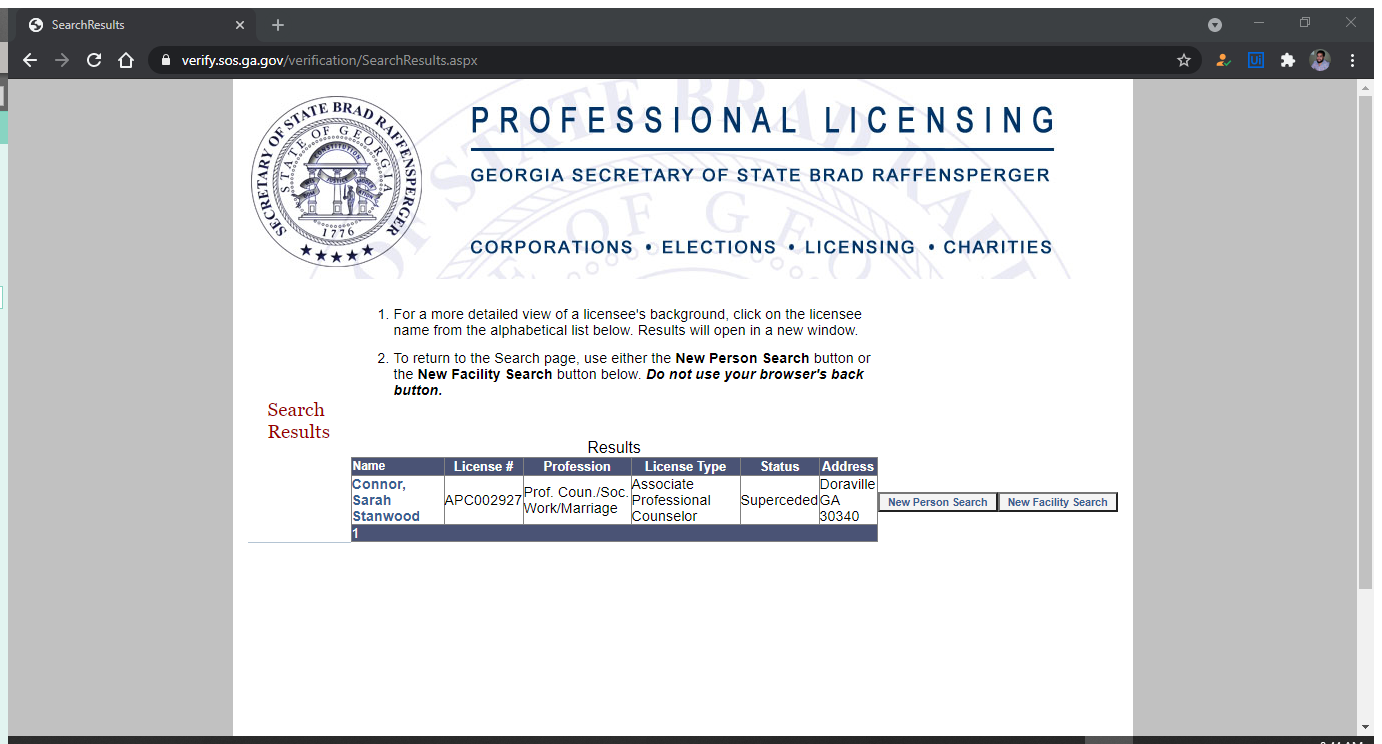 SearchResults
verify.sos.ga.gov/verification/SearchResults.aspx
SECRETARY OF STATE BRAD RAFFENSPERGER
STATE OF GEORGIA
CONSTITUTION
1776
PROFESSIONAL LICENSING
GEORGIA SECRETARY OF STATE BRAD RAFFENSPERGER
CORPORATIONS • ELECTIONS • LICENSING • CHARITIES
1. For a more detailed view of a licensee's background, click on the licensee
name from the alphabetical list below. Results will open in a new window.
2. To return to the Search page, use either the New Person Search button or
the New Facility Search button below. Do not use your browser's back
button.
Search
Results
Results
Name License # Profession License Type Status Address
Connor,
Sarah
Stanwood
APC002927
Prof. Coun./Soc.
Work/Marriage
Associate
Professional
Counselor
Superceded
Doraville
GA
30340
New Person Search New Facility Search
1